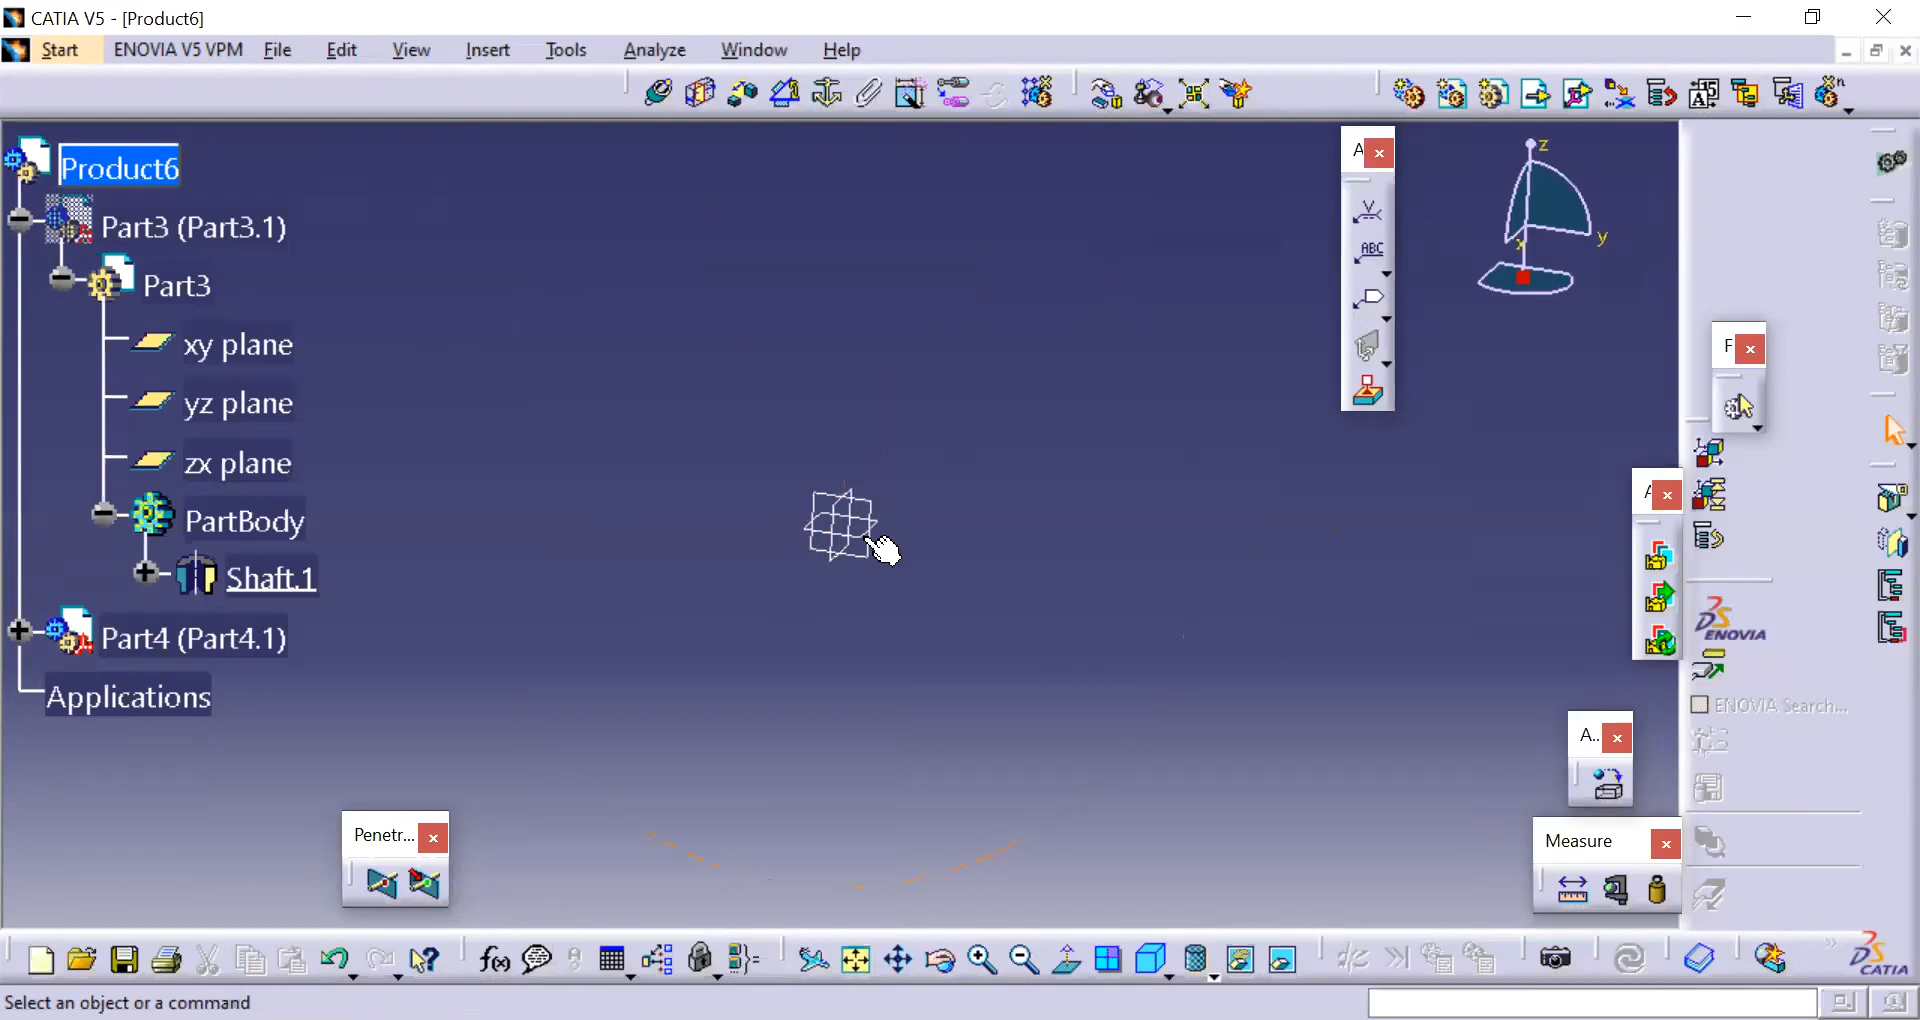 CATIA V5 - [Product6]
Start ENOVIA V5 VPM File Edit View Insert Tools Analyze Window Help
Product6
Part3 (Part3.1)
Part3
xy plane
yz plane
zx plane
PartBody
Shaft.1
Part4 (Part4.1)
Applications
A
ABC
z
y
x
F
A
ENOVIA
ENOVIA Search...
A..
Penetr...
Measure
f(x)
CATIA
Select an object or a command